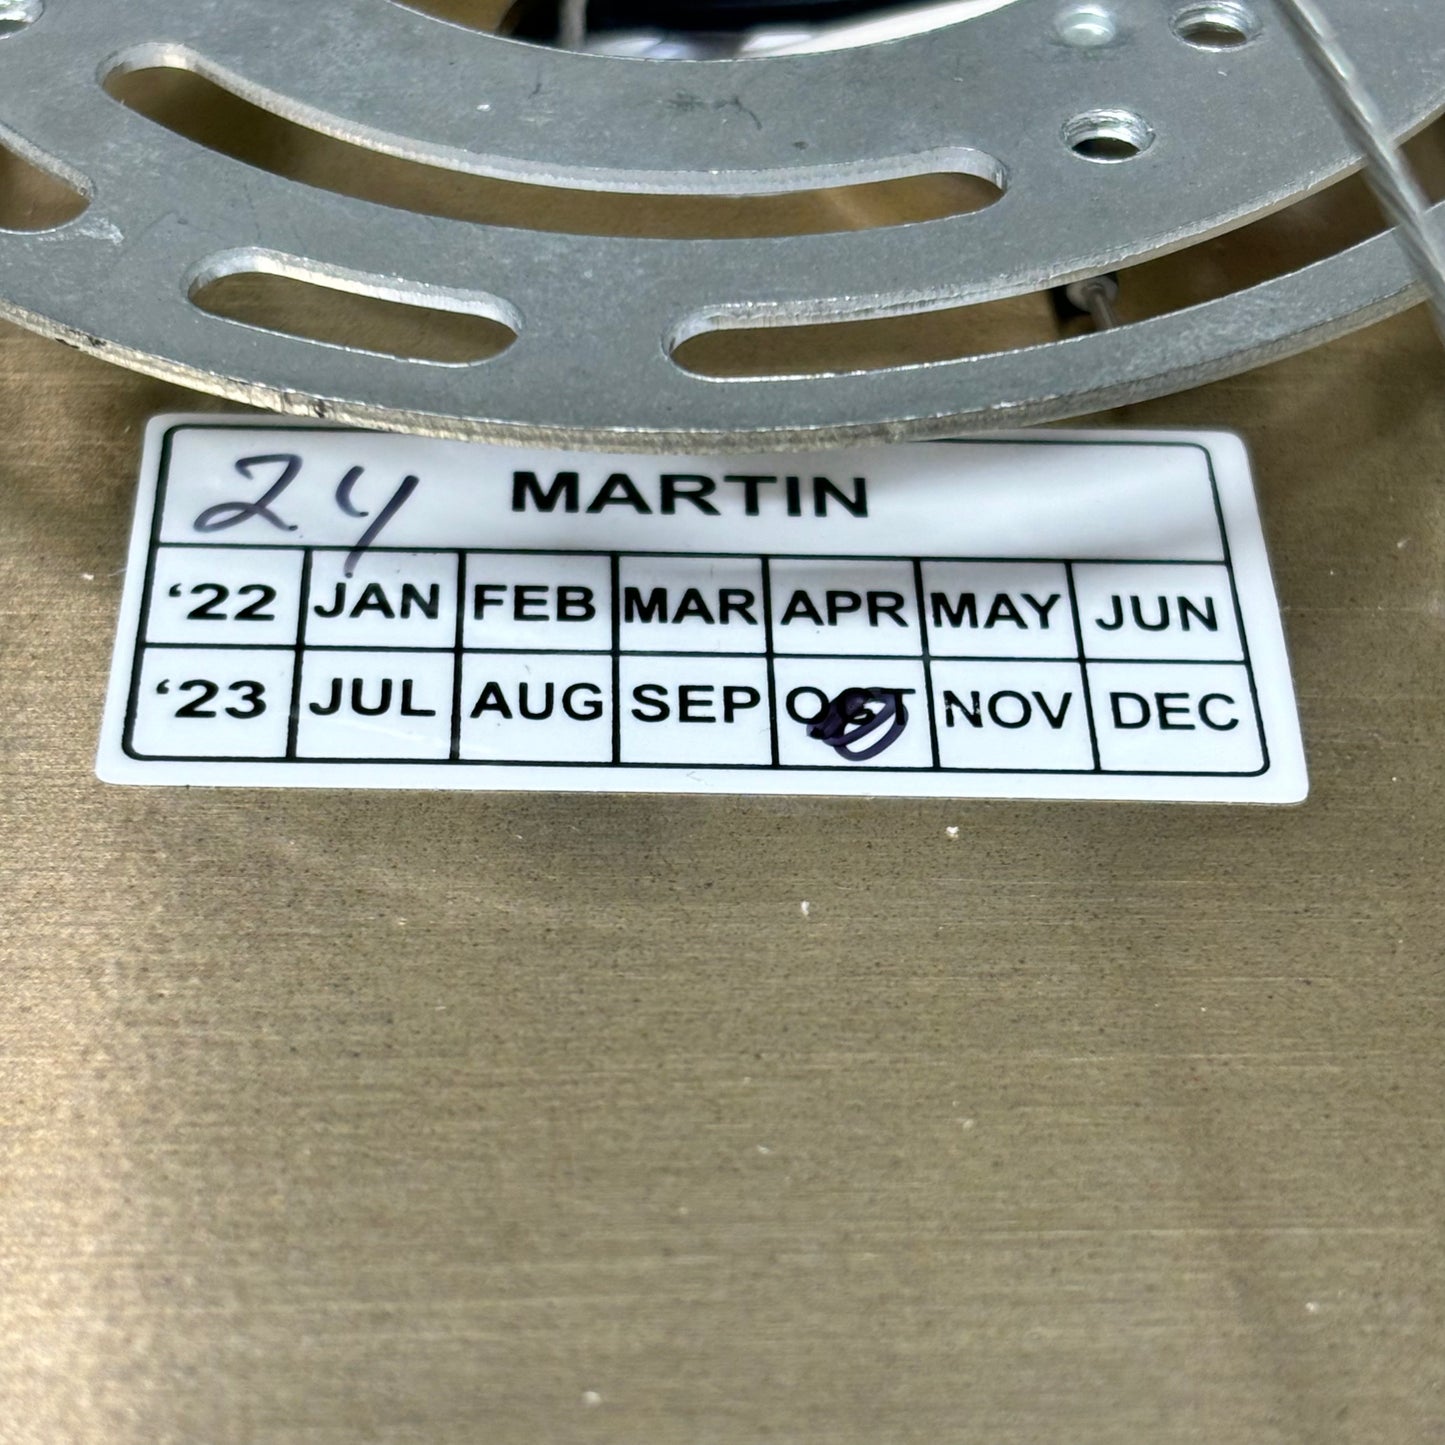 24 MARTIN
‘22 JAN FEB MAR APR MAY JUN
‘23 JUL AUG SEP OCT NOV DEC